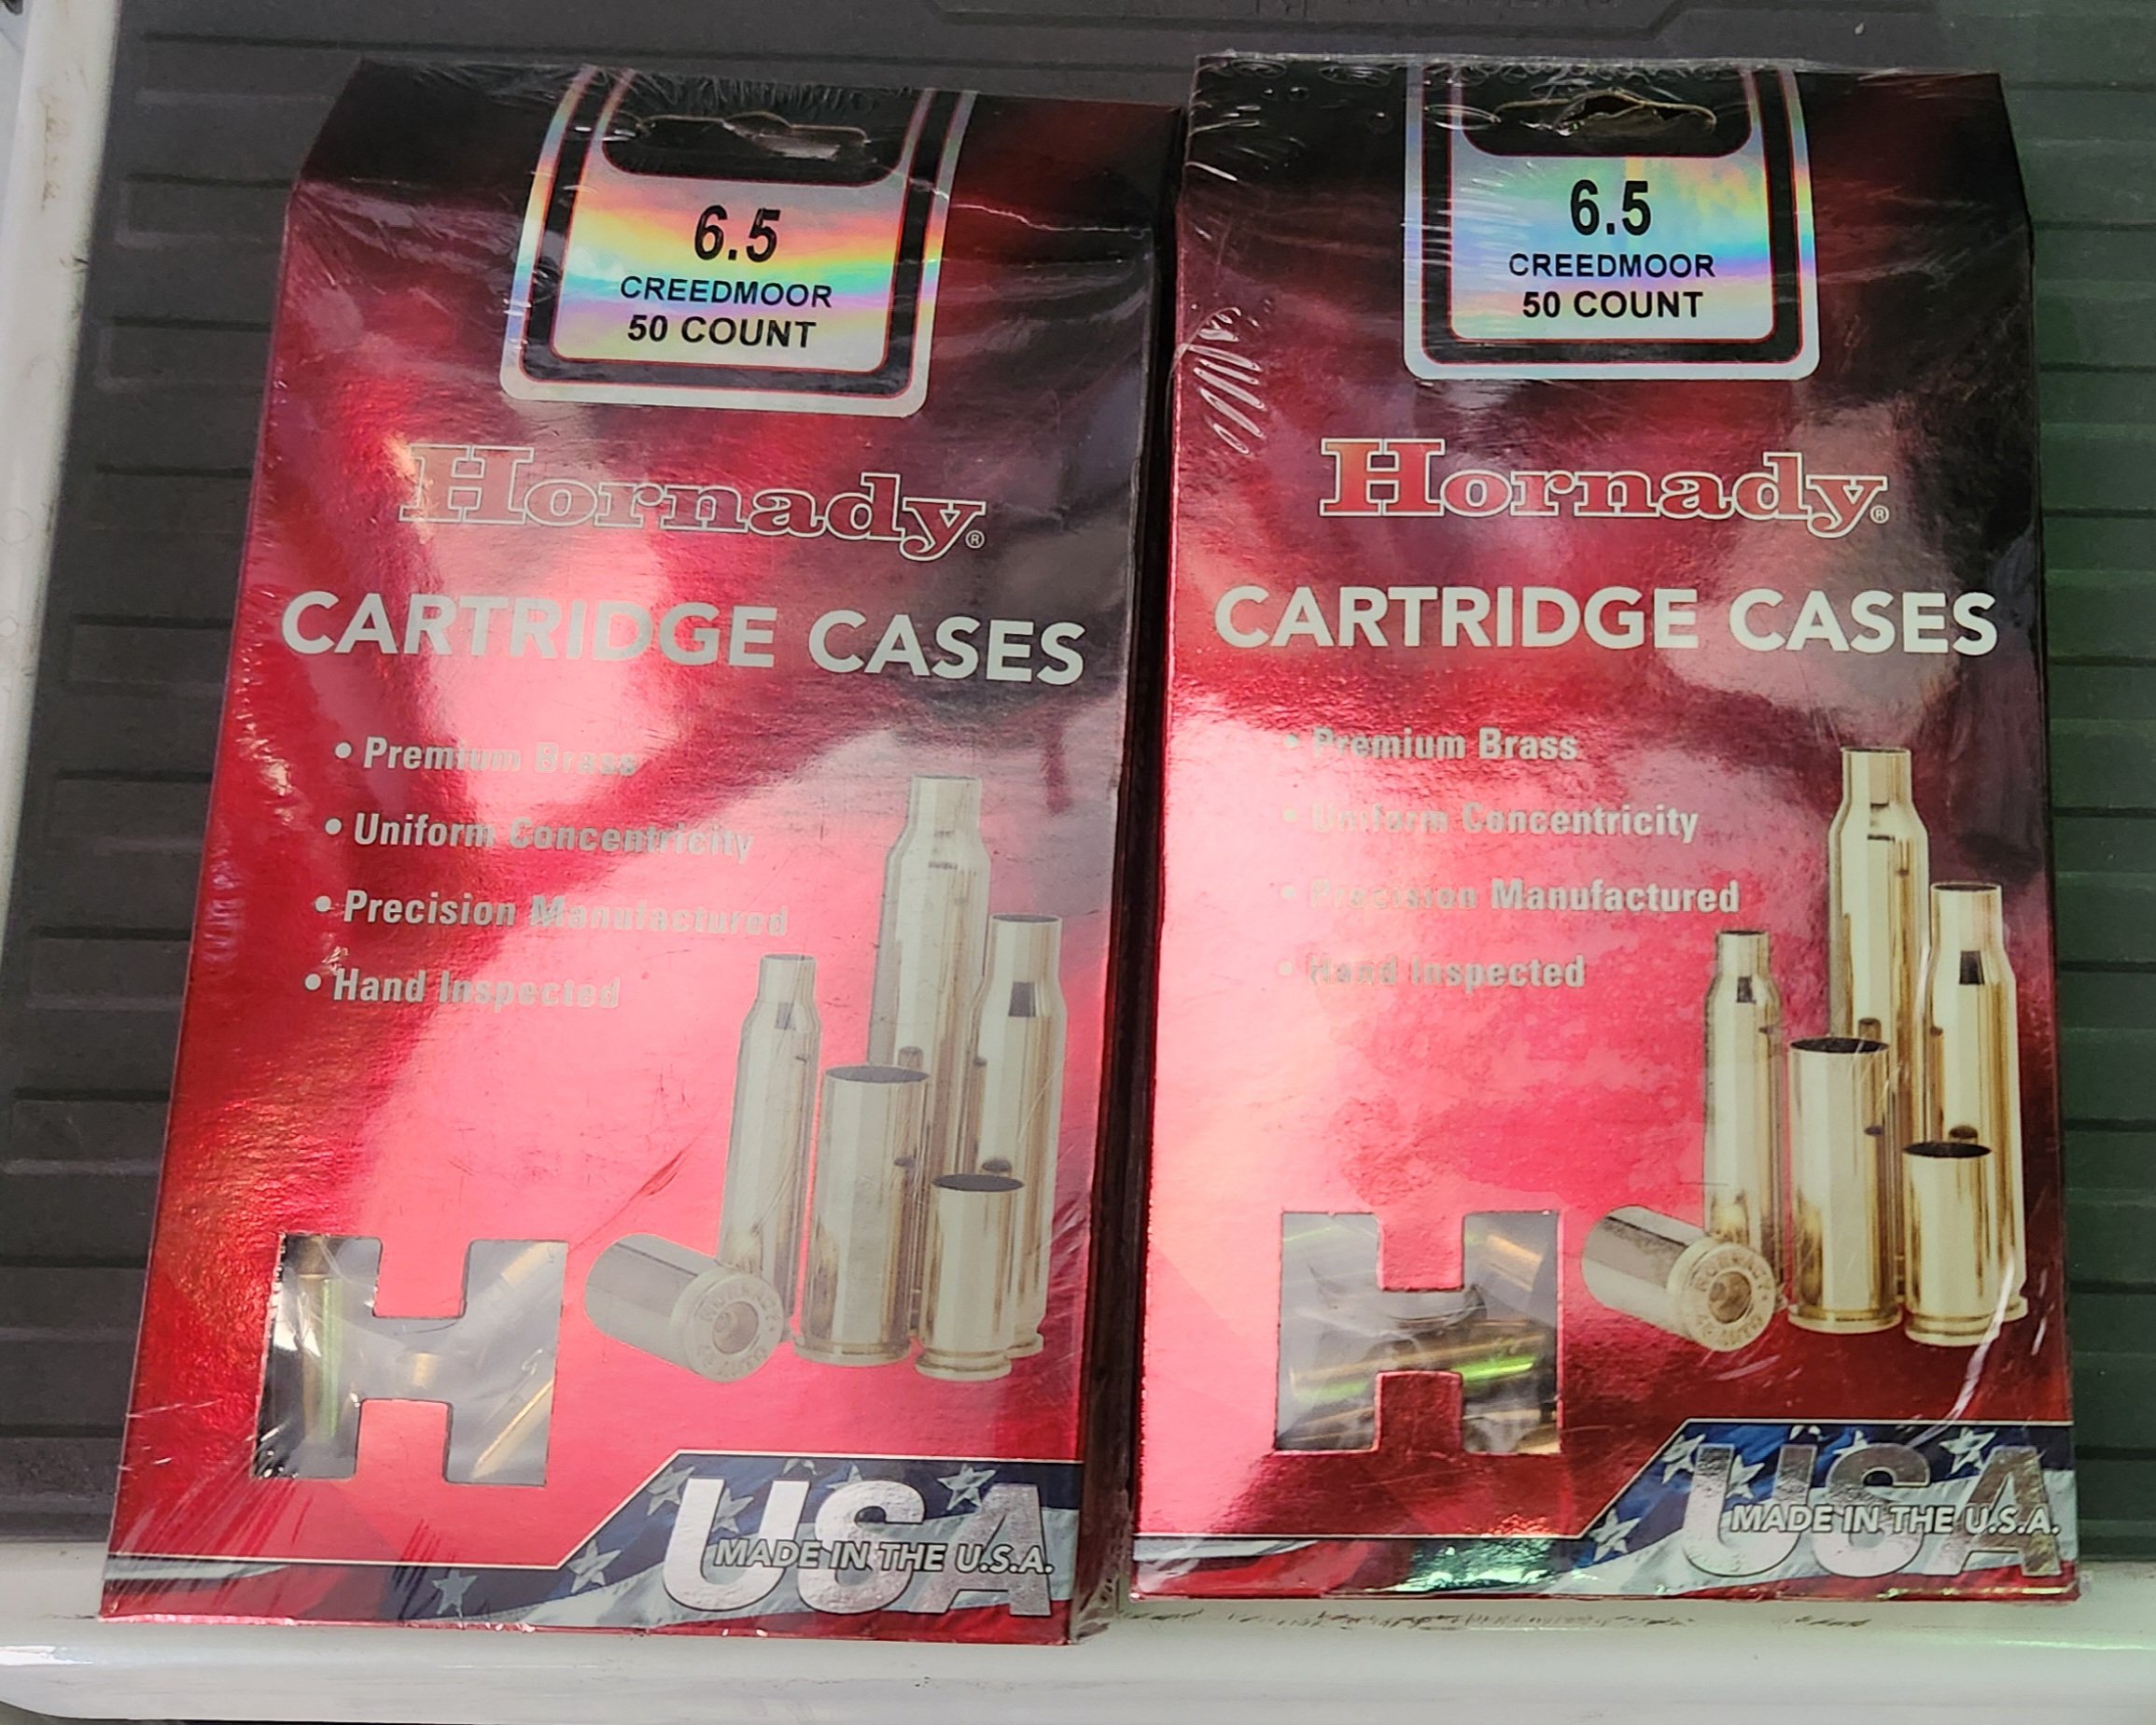 6.5
CREEDMOOR
50 COUNT
Hornady®
CARTRIDGE CASES
• Premium Brass
• Uniform Concentricity
• Precision Manufactured
• Hand Inspected
H
USA
MADE IN THE U.S.A.
6.5
CREEDMOOR
50 COUNT
Hornady®
CARTRIDGE CASES
• Premium Brass
• Uniform Concentricity
• Precision Manufactured
• Hand Inspected
H
USA
MADE IN THE U.S.A.